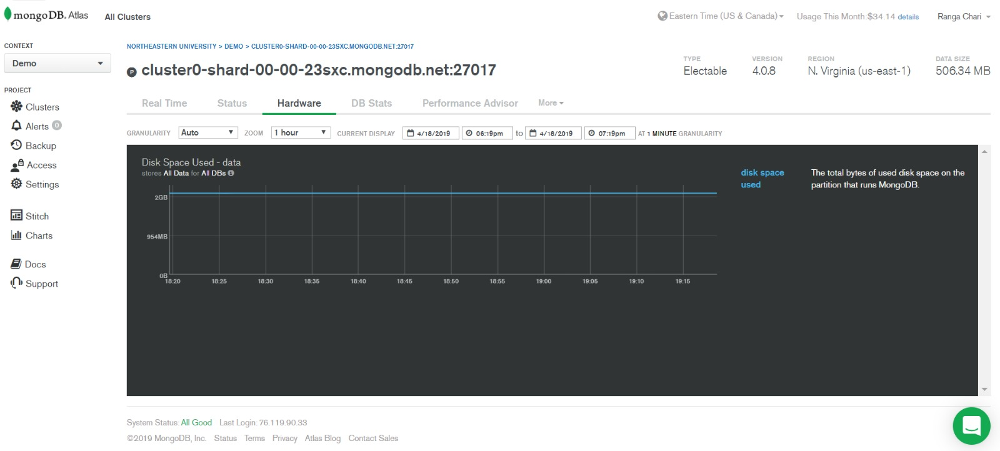 mongoDB. Atlas
All Clusters
Eastern Time (US & Canada)
Usage This Month:$34.14 details
Ranga Chari
CONTEXT
Demo
PROJECT
Clusters
Alerts 0
Backup
Access
Settings
Stitch
Charts
Docs
Support
NORTHEASTERN UNIVERSITY > DEMO > CLUSTER0-SHARD-00-00-23SXC.MONGODB.NET:27017
P cluster0-shard-00-00-23sxc.mongodb.net:27017
TYPE
Electable
VERSION
4.0.8
REGION
N. Virginia (us-east-1)
DATA SIZE
506.34 MB
Real Time Status Hardware DB Stats Performance Advisor More
GRANULARITY Auto ZOOM 1 hour CURRENT DISPLAY 4/18/2019 06:19pm to 4/18/2019 07:19pm AT 1 MINUTE GRANULARITY
Disk Space Used - data
stores All Data for All DBs
2GB
954MB
0B
18:20 18:25 18:30 18:35 18:40 18:45 18:50 18:55 19:00 19:05 19:10 19:15
disk space
used
The total bytes of used disk space on the
partition that runs MongoDB.
System Status: All Good Last Login: 76.119.90.33
©2019 MongoDB, Inc. Status Terms Privacy Atlas Blog Contact Sales